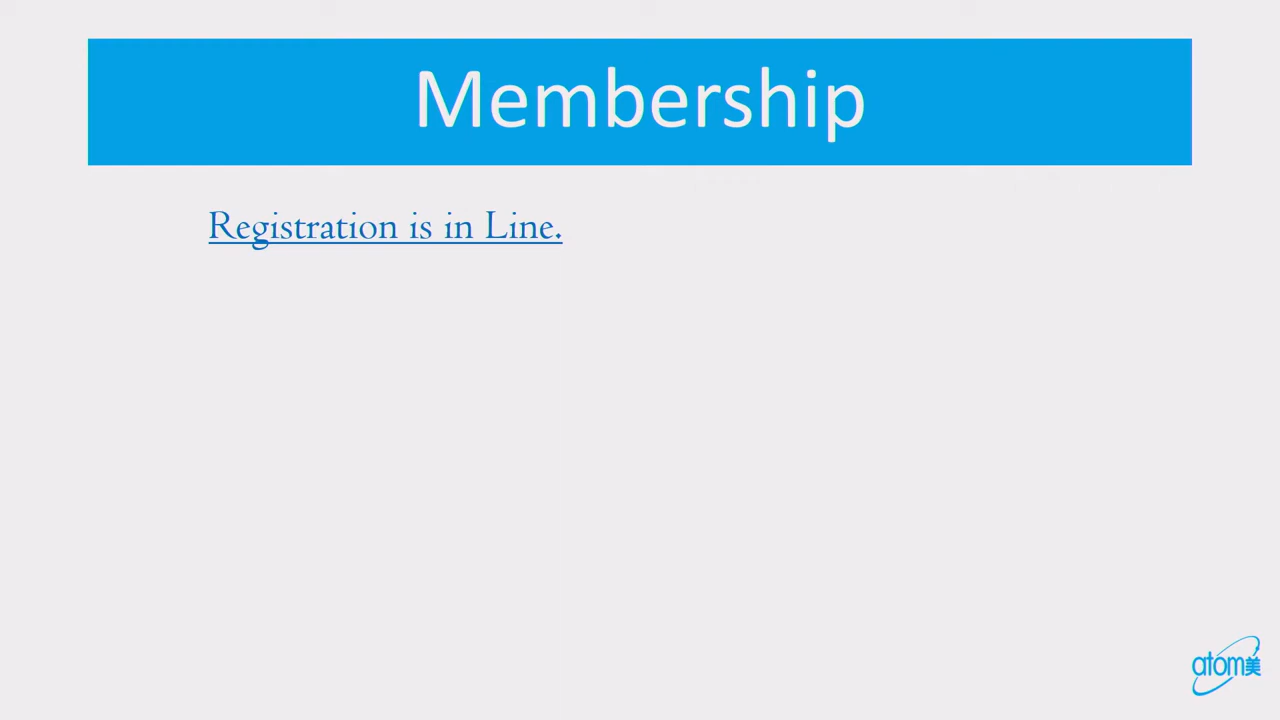 Membership
Registration is in Line.
atom美